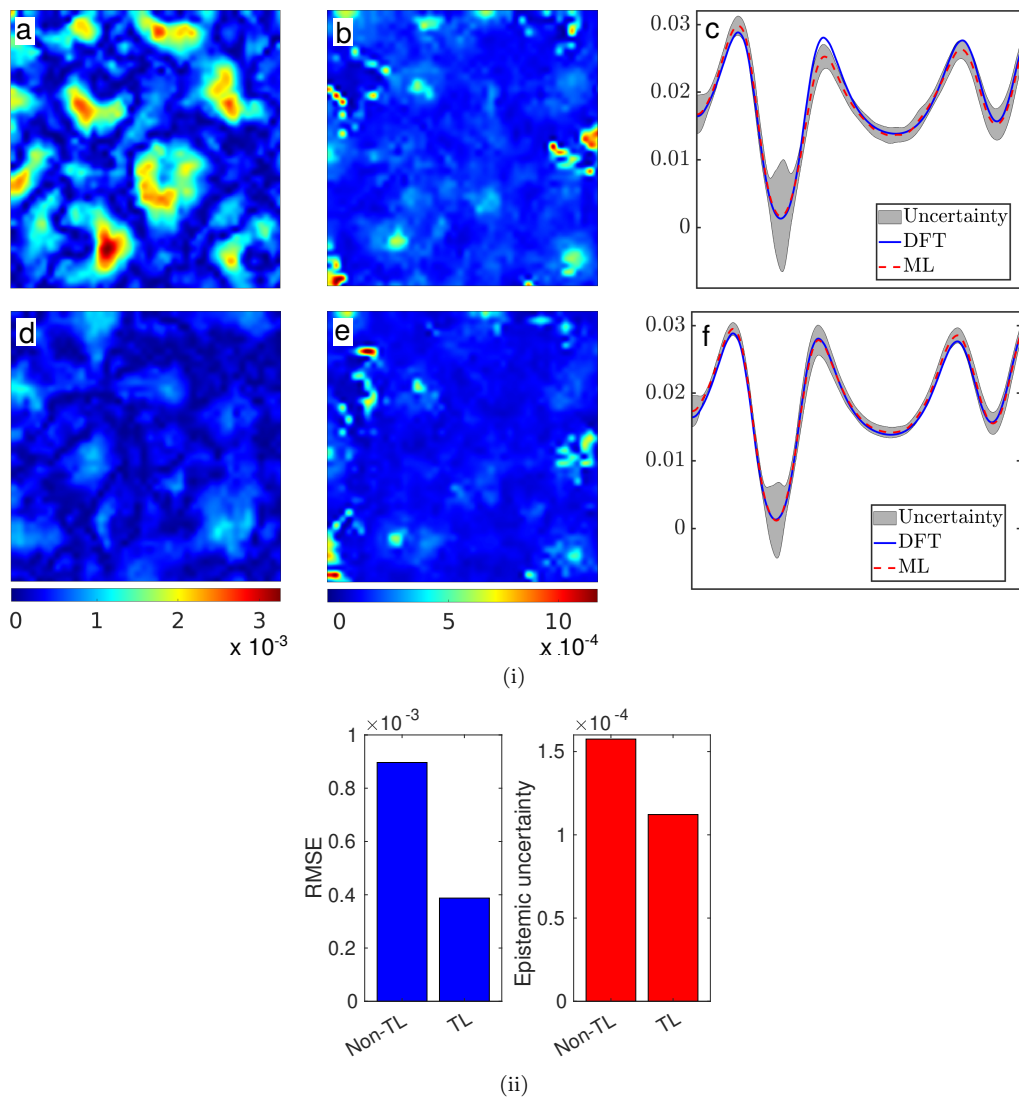 a
b
c
0.03
0.02
0.01
0
Uncertainty
DFT
ML
d
e
f
0.03
0.02
0.01
0
Uncertainty
DFT
ML
0 1 2 3
x 10-3
0 5 10
x 10-4
(i)
×10-3
1
0.8
0.6
0.4
0.2
0
RMSE
Non-TL TL
×10-4
1.5
1
0.5
0
Epistemic uncertainty
Non-TL TL
(ii)